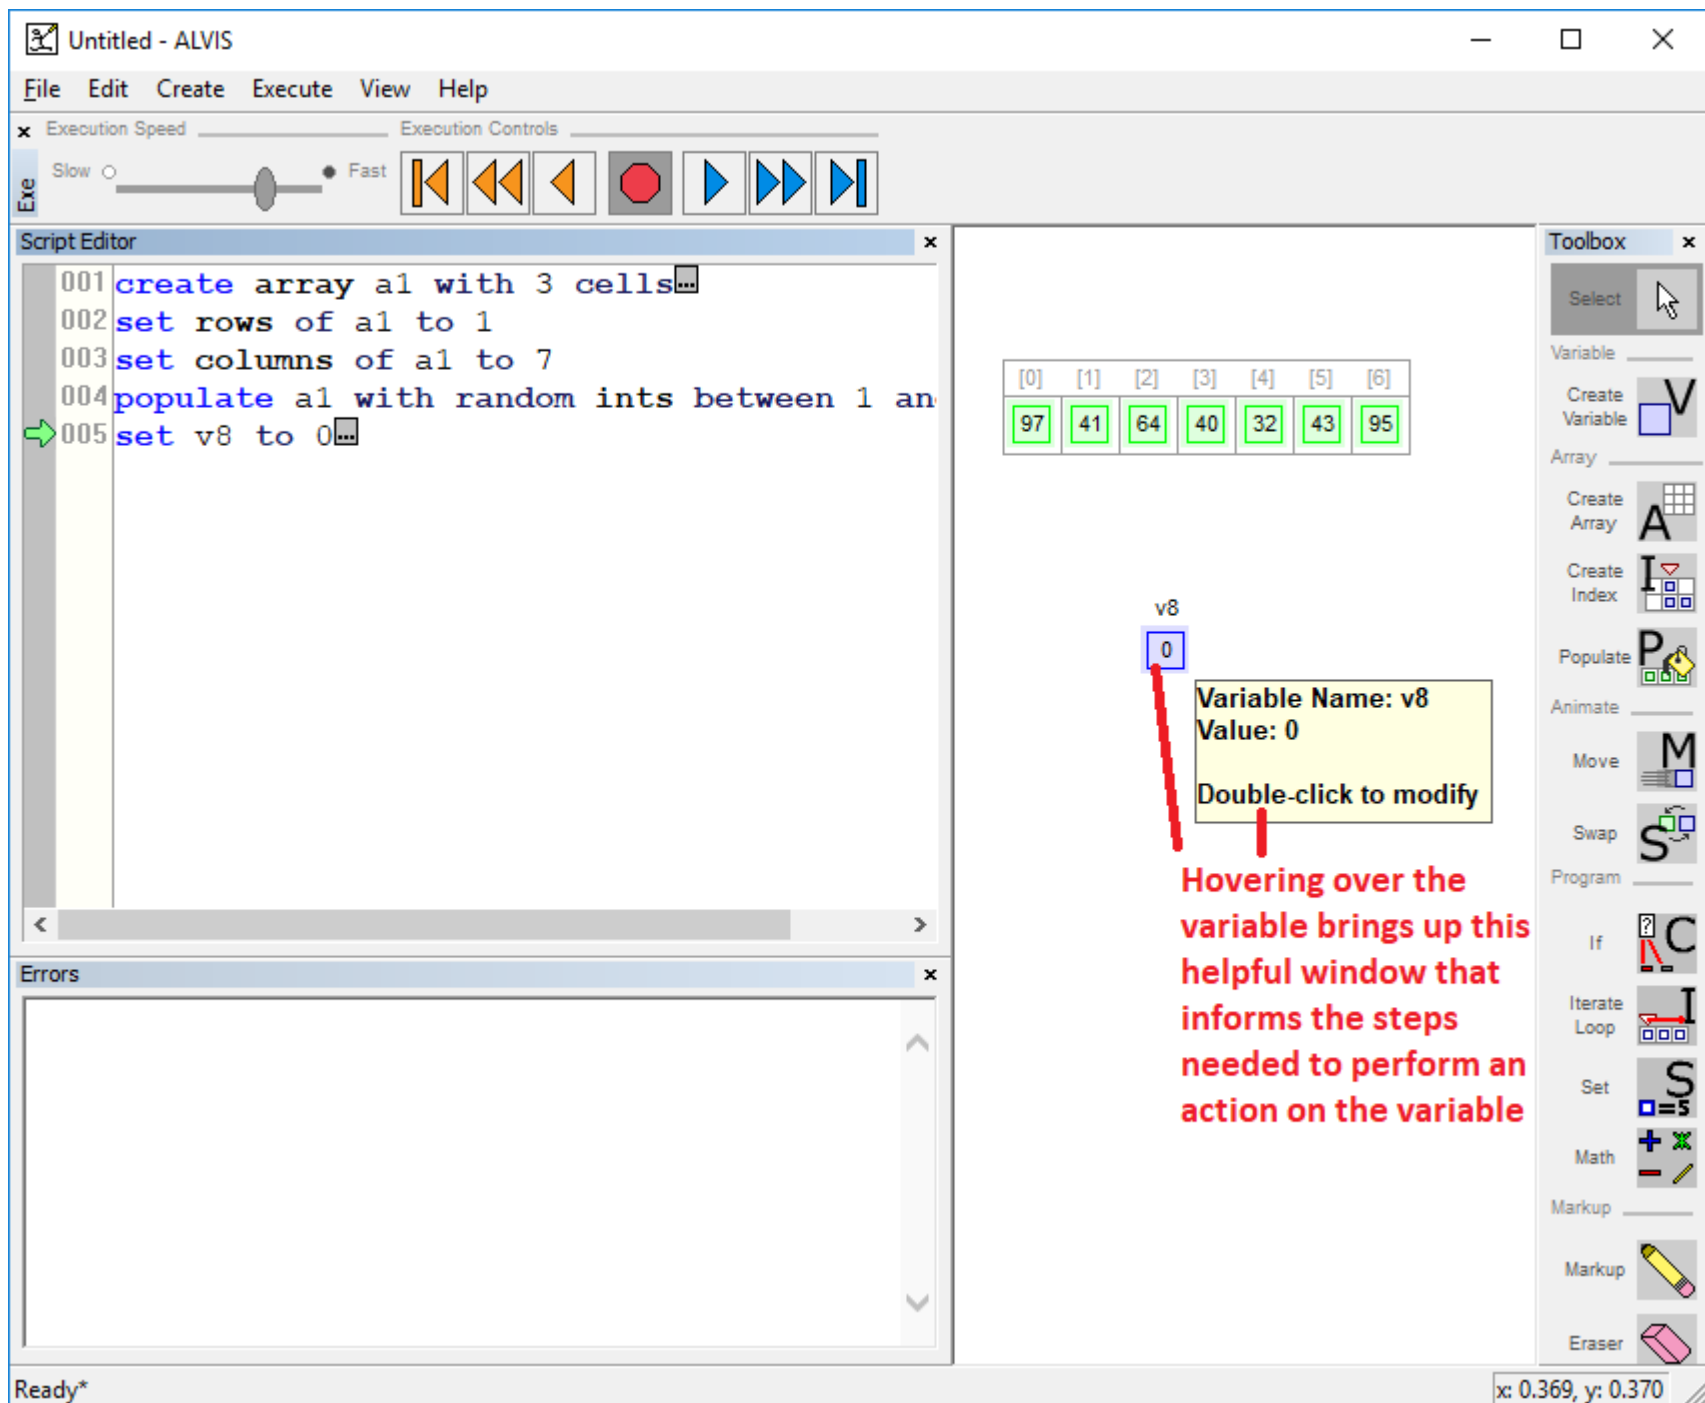 Untitled - ALVIS
File Edit Create Execute View Help
Execution Speed
Execution Controls
Exe
Slow
Fast
Script Editor
001 create array a1 with 3 cells...
002 set rows of a1 to 1
003 set columns of a1 to 7
004 populate a1 with random ints between 1 an
005 set v8 to 0...
Errors
[0] [1] [2] [3] [4] [5] [6]
97 41 64 40 32 43 95
v8
0
Variable Name: v8
Value: 0
Double-click to modify
Hovering over the
variable brings up this
helpful window that
informs the steps
needed to perform an
action on the variable
Toolbox
Select
Variable
Create
Variable
V
Array
Create
Array
A
Create
Index
I
Populate
P
Animate
Move
M
Swap
S
Program
If
? C
Iterate
Loop
I
Set
S
=5
Math
Markup
Markup
Eraser
Ready*
x: 0.369, y: 0.370